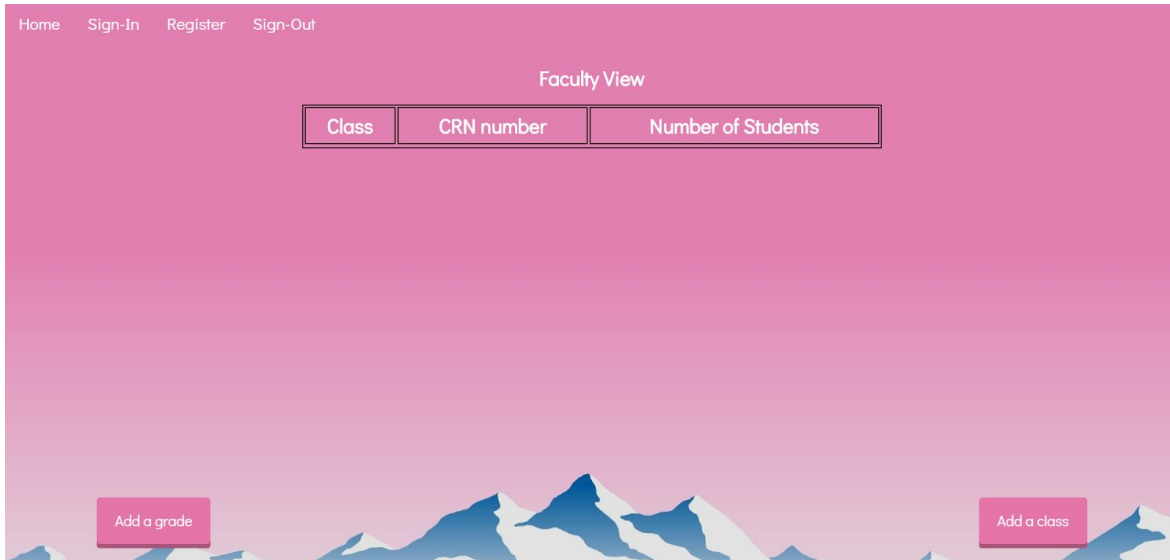 Home Sign-In Register Sign-Out
Faculty View
Class CRN number Number of Students
Add a grade Add a class